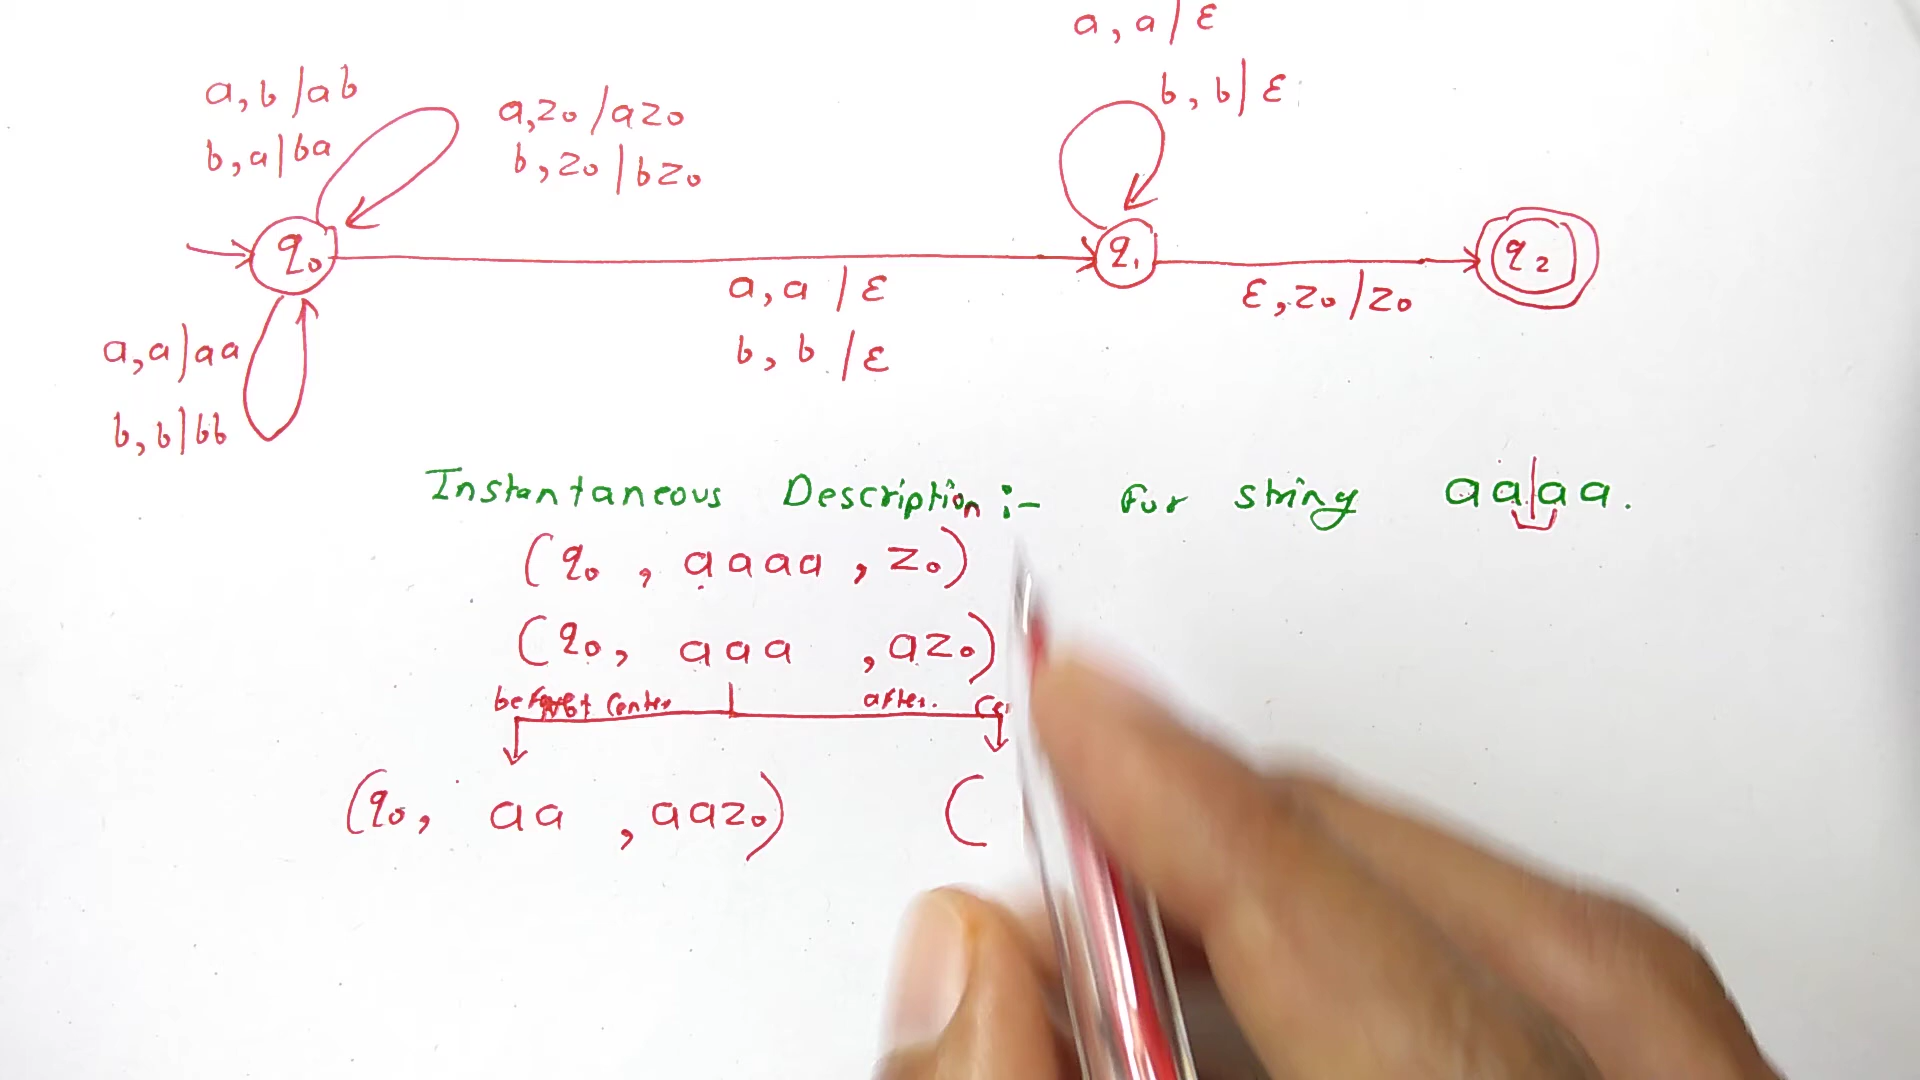 a, a / ε
b, b | ε
a, b / ab
b, a | ba
a, z₀ / az₀
b, z₀ | bz₀
q₀
q₁
q₂
a, a / ε
b, b / ε
ε, z₀ / z₀
a, a | aa
b, b | bb
Instantaneous Description :- For string aa|aa.
(q₀, aaaa, z₀)
(q₀, aaa, az₀)
center after.
(q₀, aa, aaz₀) (